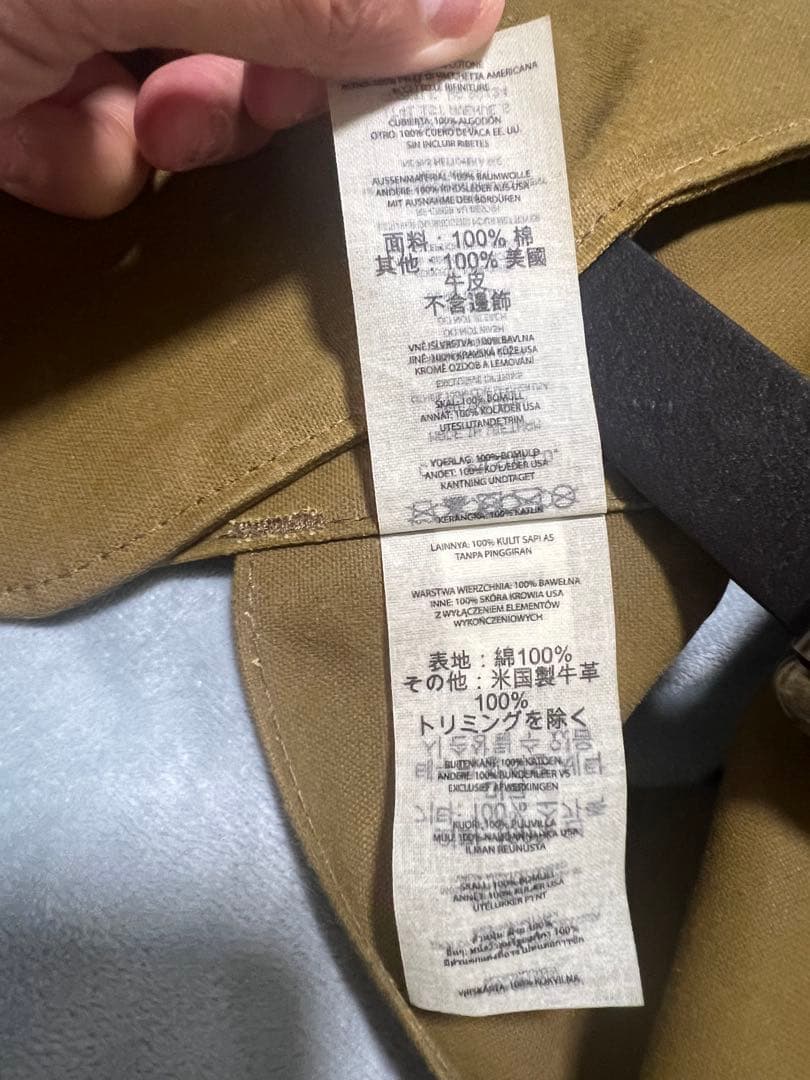 AMERICANA
CUBIERTA: 100% ALGODÓN
OTRO: 100% CUERO DE VACA EE. UU.
SIN INCLUIR RIBETES
AUSSENMATERIAL: 100% BAUMWOLLE
ANDERE: 100% RINDSLEDER AUS USA
MIT AUSNAHME DER BORDÜREN
面料：100% 棉
其他：100% 美國
牛皮
不含邊飾
VNĚJŠÍ VRSTVA: 100% BAVLNA
JINÉ: 100% KRAVSKÁ KŮŽE USA
KROMĚ OZDOB A LEMOVÁNÍ
SKAL: 100% BOMULL
ANNAT: 100% KOLÄDER USA
UTESLUTANDE TRIM
YDERLAG: 100% BOMULD
ANDET: 100% KOLÆDER USA
KANTNING UNDTAGET
KERANGKA: 100% KATUN
LAINNYA: 100% KULIT SAPI AS
TANPA PINGGIRAN
WARSTWA WIERZCHNIA: 100% BAWEŁNA
INNE: 100% SKÓRA KROWIA USA
Z WYŁĄCZENIEM ELEMENTÓW
WYKOŃCZENIOWYCH
表地：綿100%
その他：米国製牛革
100%
トリミングを除く
BUITENKANT: 100% KATOEN
ANDERE: 100% RUNDERLEER VS
EXCLUSIEF AFWERKINGEN
KUORI: 100% PUUVILLA
MUU: 100% NAUDANNAHKA USA
ILMAN REUNUSTA
SKALL: 100% BOMULL
ANNET: 100% KULÆR USA
UTELUKKER PYNT
100%
100%